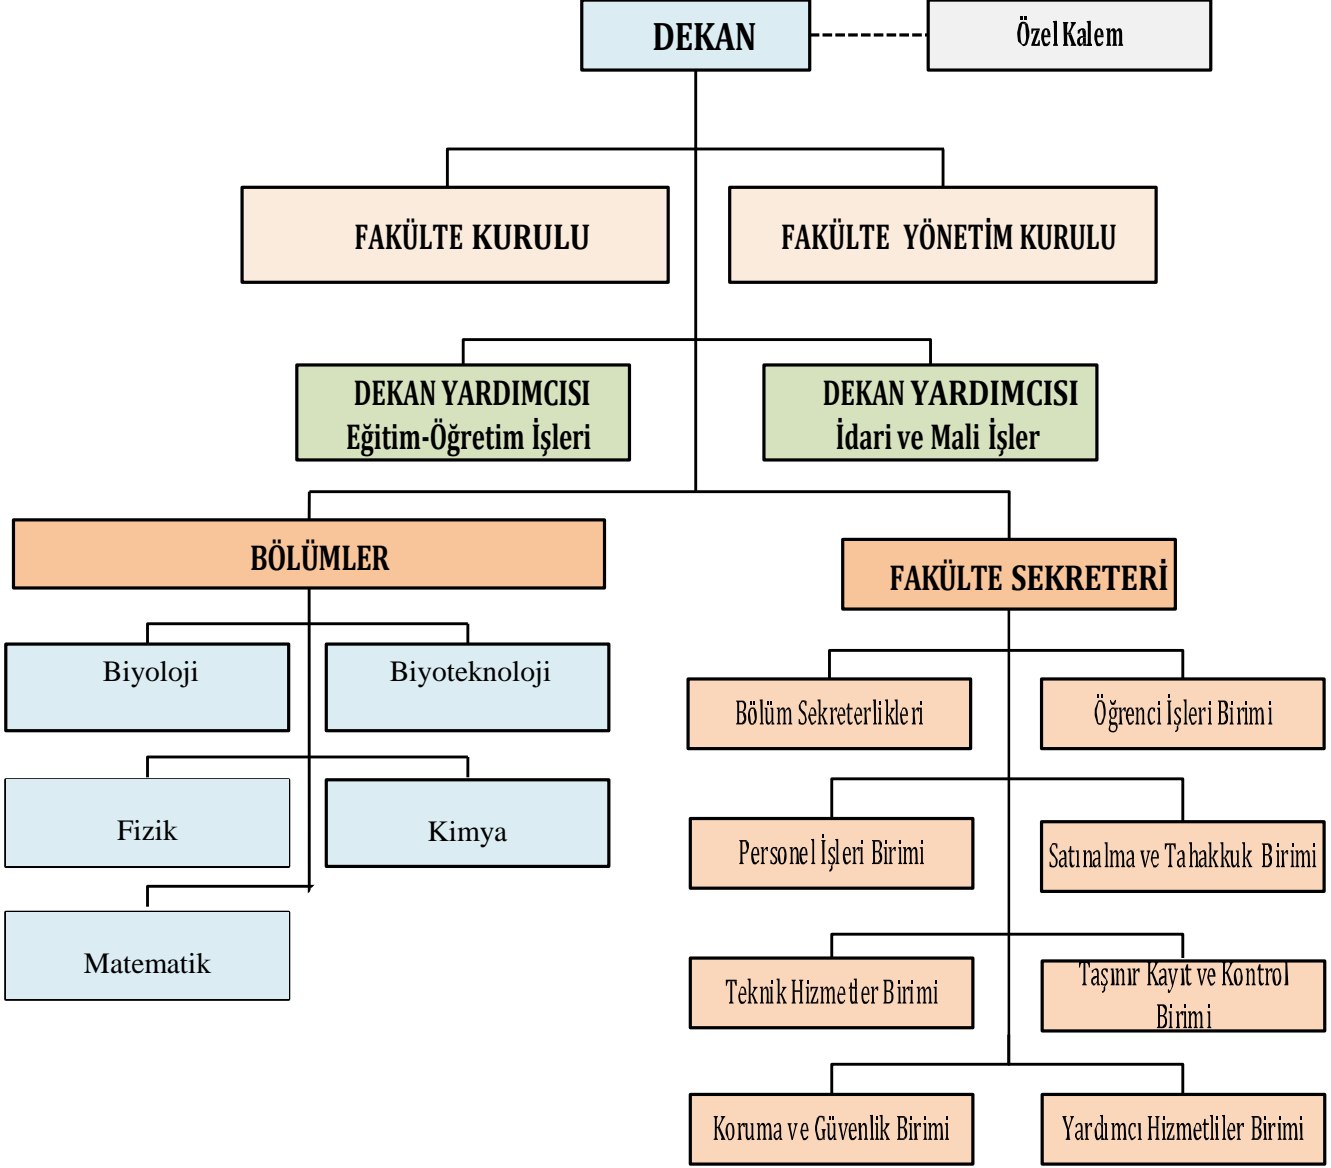 DEKAN
Özel Kalem
FAKÜLTE KURULU
FAKÜLTE YÖNETİM KURULU
DEKAN YARDIMCISI
Eğitim-Öğretim İşleri
DEKAN YARDIMCISI
İdari ve Mali İşler
BÖLÜMLER
FAKÜLTE SEKRETERİ
Biyoloji
Biyoteknoloji
Bölüm Sekreterlikleri
Öğrenci İşleri Birimi
Fizik
Kimya
Personel İşleri Birimi
Satınalma ve Tahakkuk Birimi
Matematik
Teknik Hizmetler Birimi
Taşınır Kayıt ve Kontrol
Birimi
Koruma ve Güvenlik Birimi
Yardımcı Hizmetliler Birimi